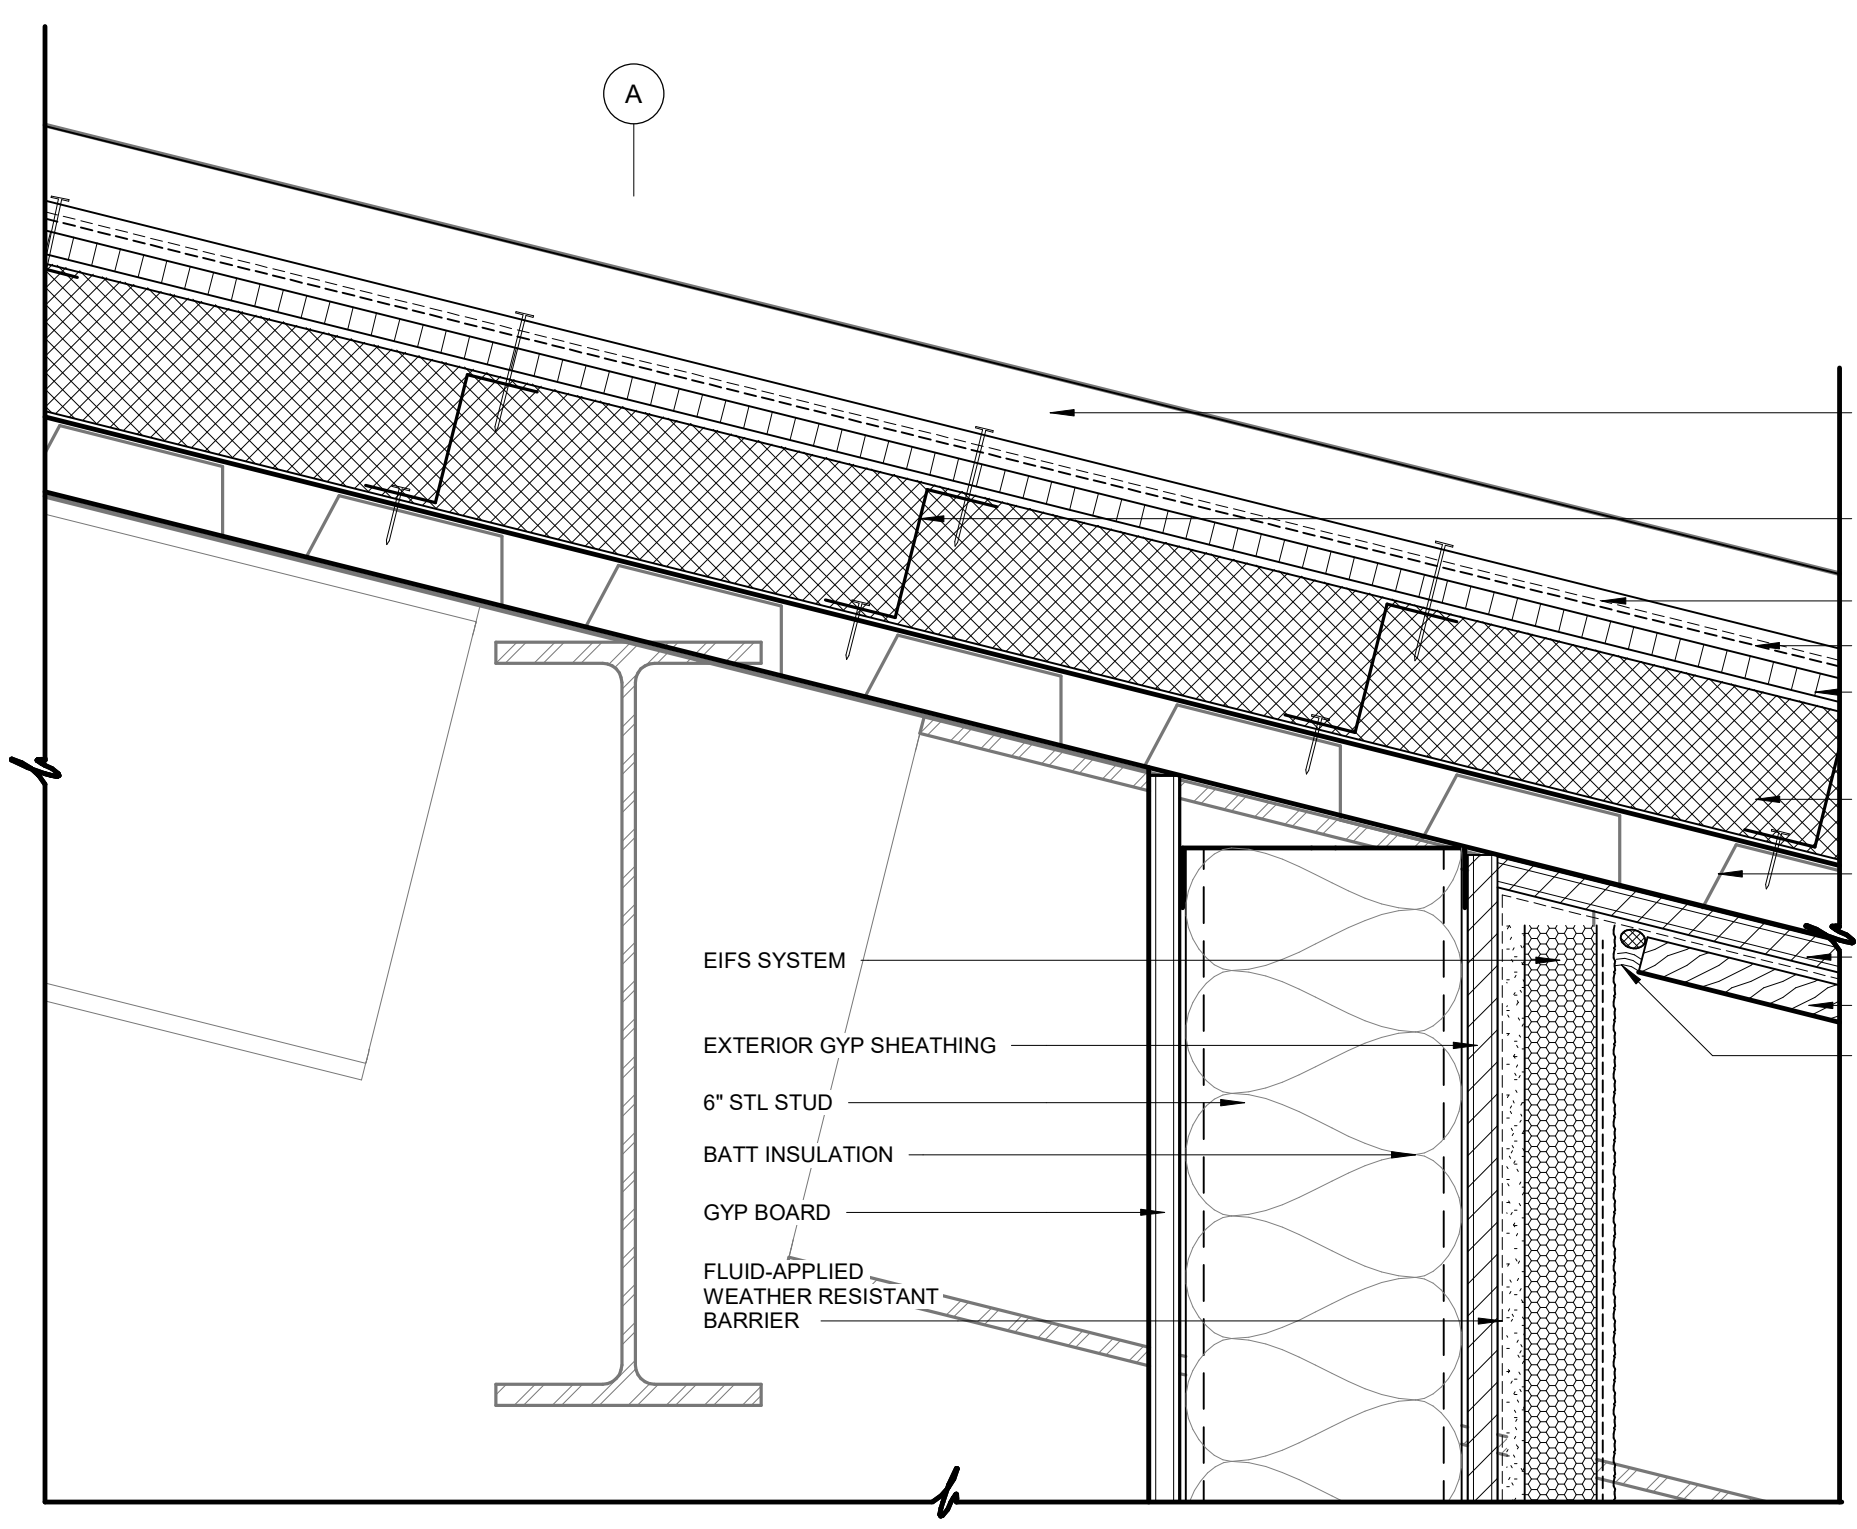 A
EIFS SYSTEM
EXTERIOR GYP SHEATHING
6" STL STUD
BATT INSULATION
GYP BOARD
FLUID-APPLIED
WEATHER RESISTANT
BARRIER